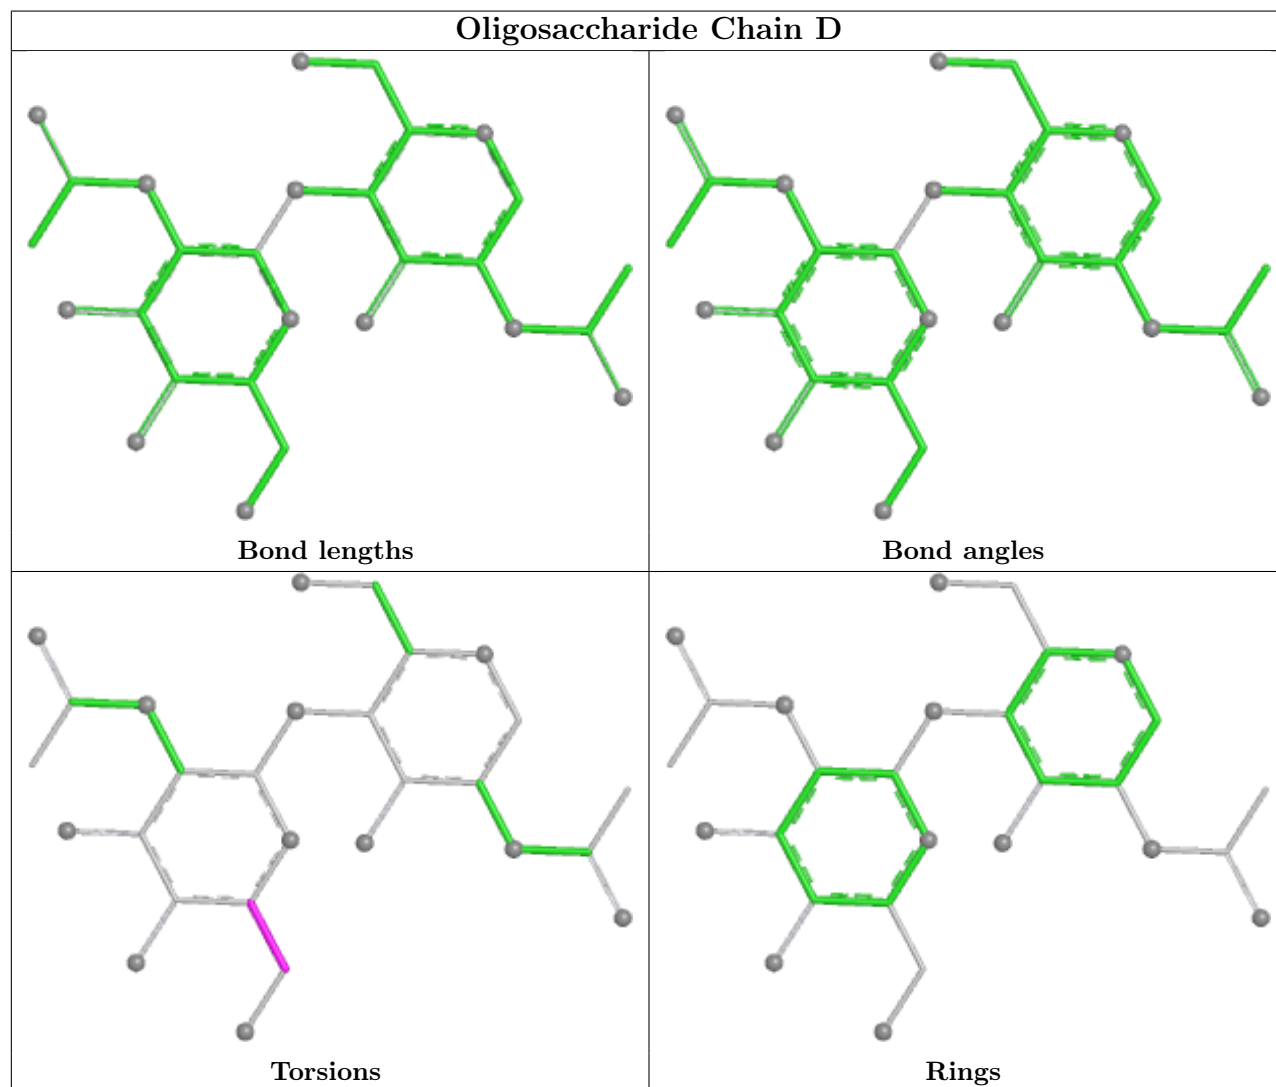 Oligosaccharide Chain D
Bond lengths
Bond angles
Torsions
Rings